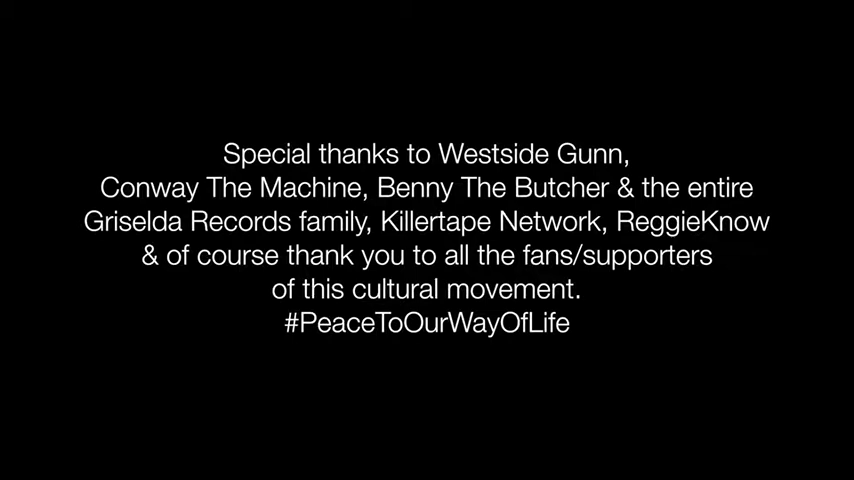 Special thanks to Westside Gunn,
Conway The Machine, Benny The Butcher & the entire
Griselda Records family, Killertape Network, ReggieKnow
& of course thank you to all the fans/supporters
of this cultural movement.
#PeaceToOurWayOfLife